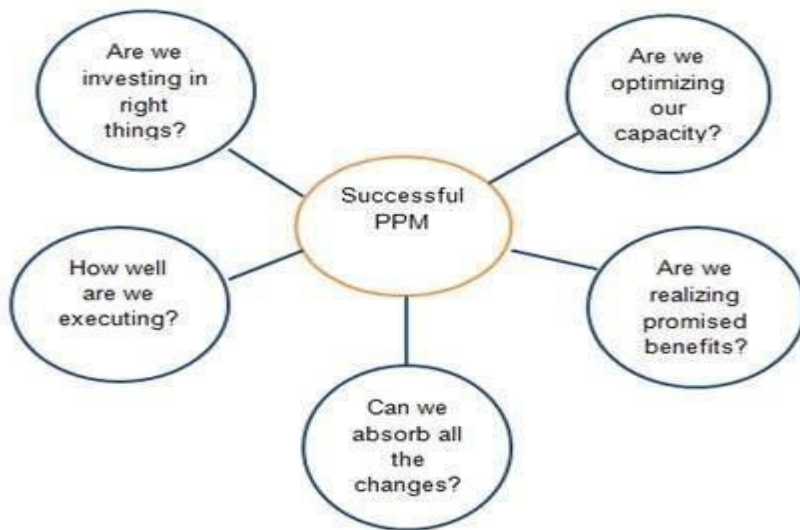 Are we
investing in
right
things?
Are we
optimizing
our
capacity?
Successful
PPM
How well
are we
executing?
Are we
realizing
promised
benefits?
Can we
absorb all
the
changes?